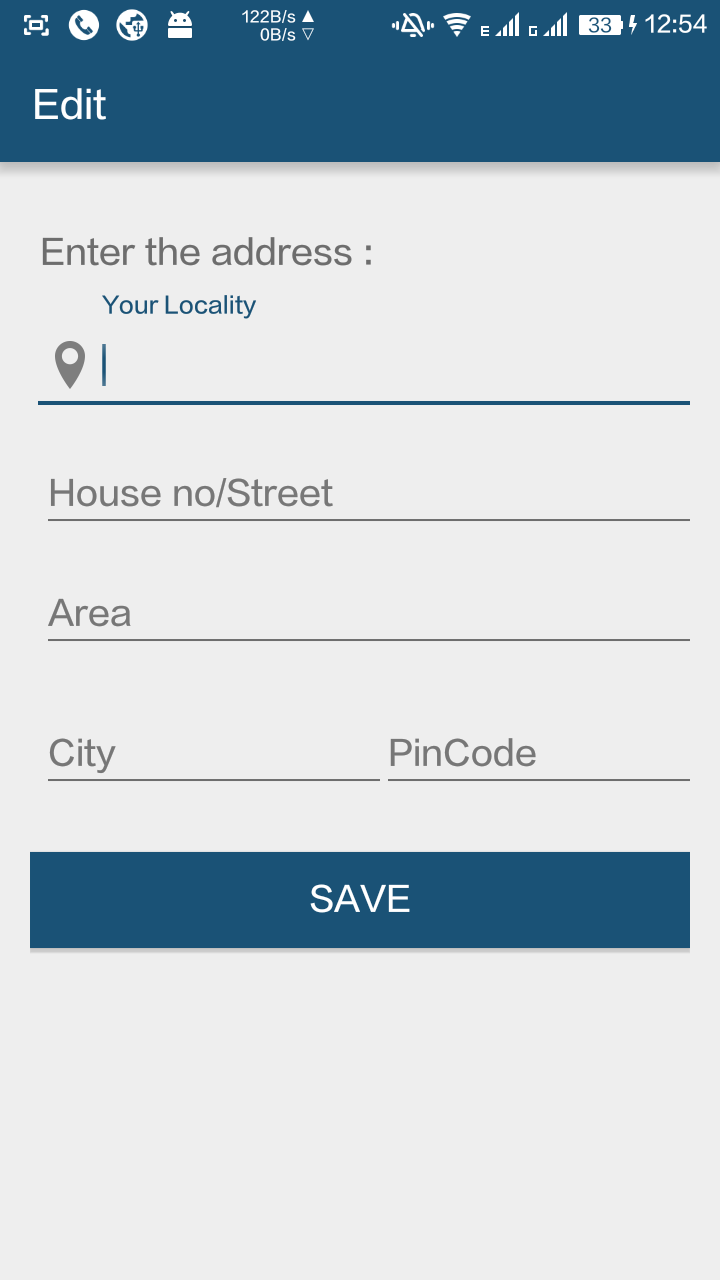 122B/s ▲
0B/s ▽
E
G
33
12:54
Edit
Enter the address :
Your Locality
House no/Street
Area
City
PinCode
SAVE